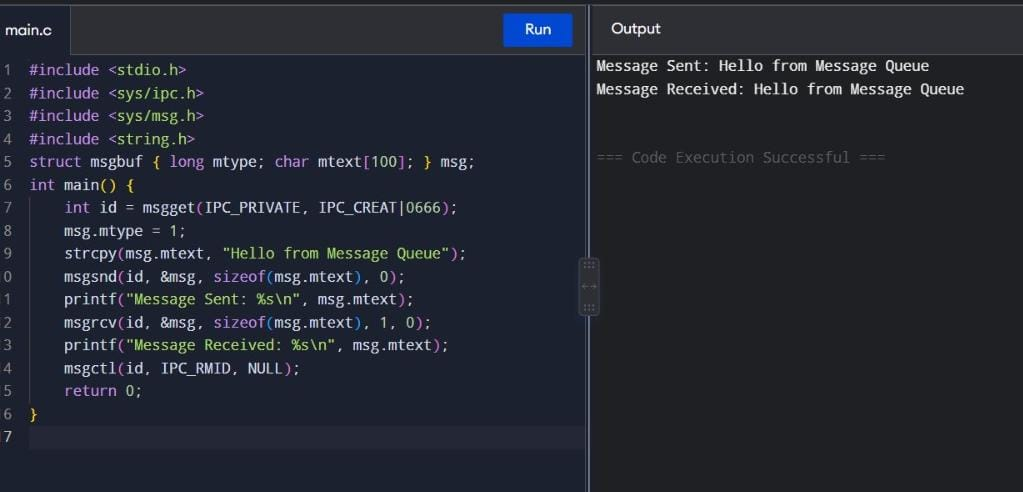 main.c
Run
Output
1 #include <stdio.h>
2 #include <sys/ipc.h>
3 #include <sys/msg.h>
4 #include <string.h>
5 struct msgbuf { long mtype; char mtext[100]; } msg;
6 int main() {
7     int id = msgget(IPC_PRIVATE, IPC_CREAT|0666);
8     msg.mtype = 1;
9     strcpy(msg.mtext, "Hello from Message Queue");
0     msgsnd(id, &msg, sizeof(msg.mtext), 0);
1     printf("Message Sent: %s\n", msg.mtext);
2     msgrcv(id, &msg, sizeof(msg.mtext), 1, 0);
3     printf("Message Received: %s\n", msg.mtext);
4     msgctl(id, IPC_RMID, NULL);
5     return 0;
6 }
7
Message Sent: Hello from Message Queue
Message Received: Hello from Message Queue
=== Code Execution Successful ===